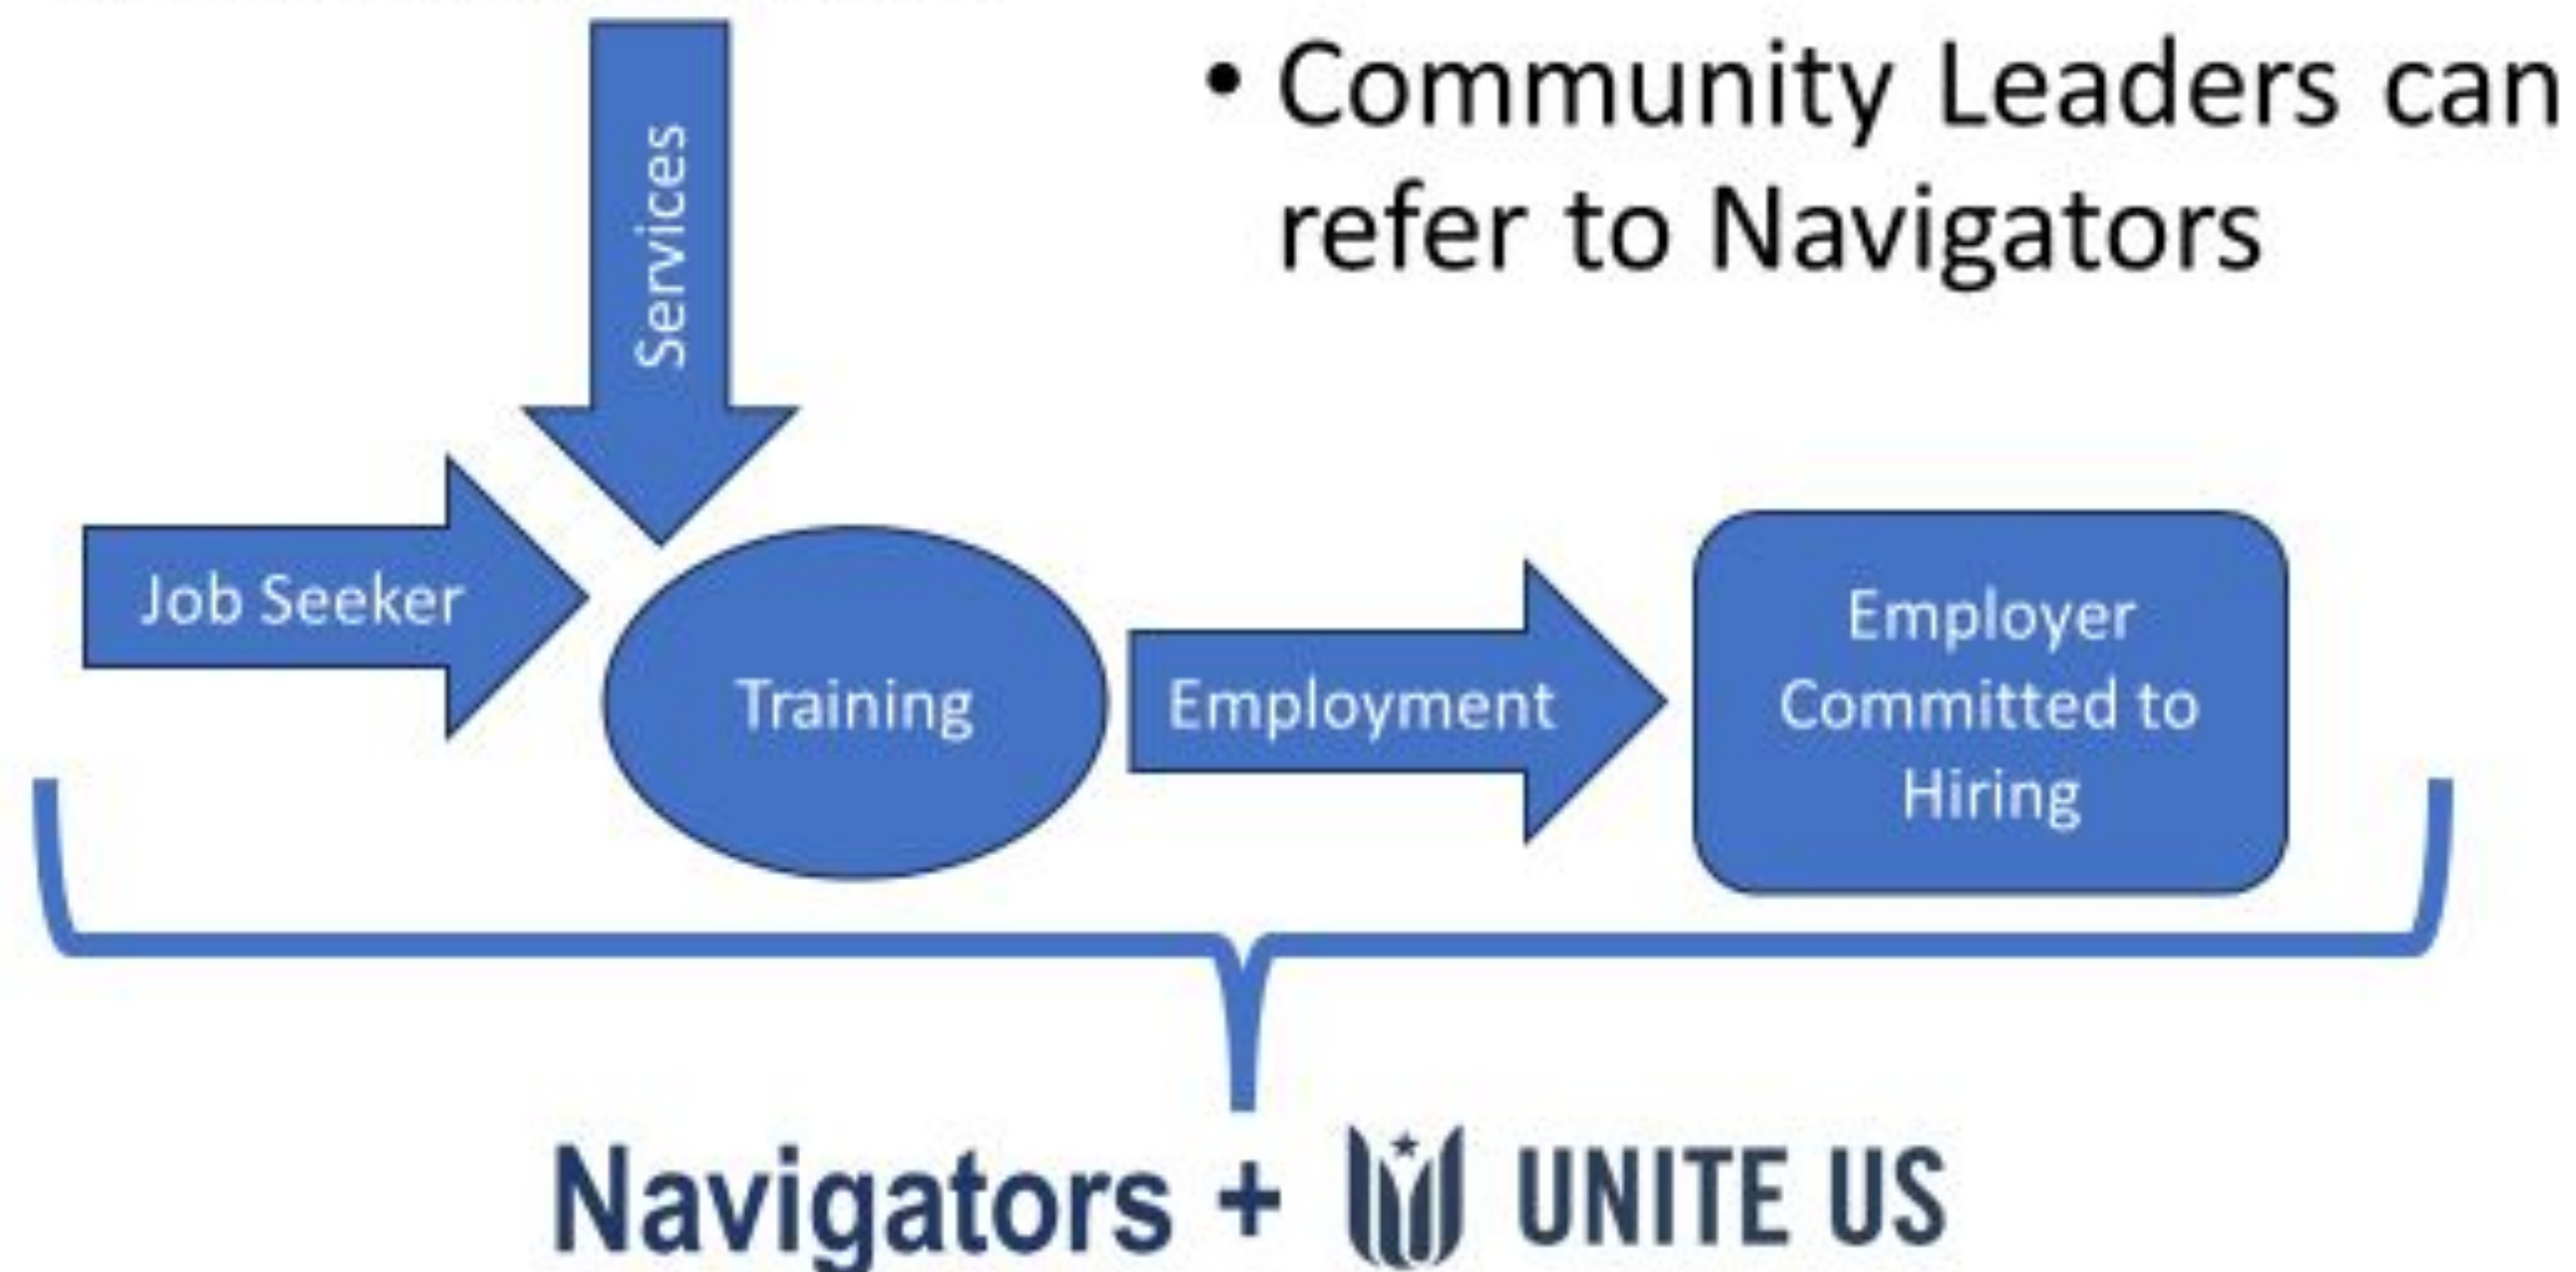 • Community Leaders can
refer to Navigators
Services
Job Seeker
Training
Employment
Employer
Committed to
Hiring
Navigators + UNITE US